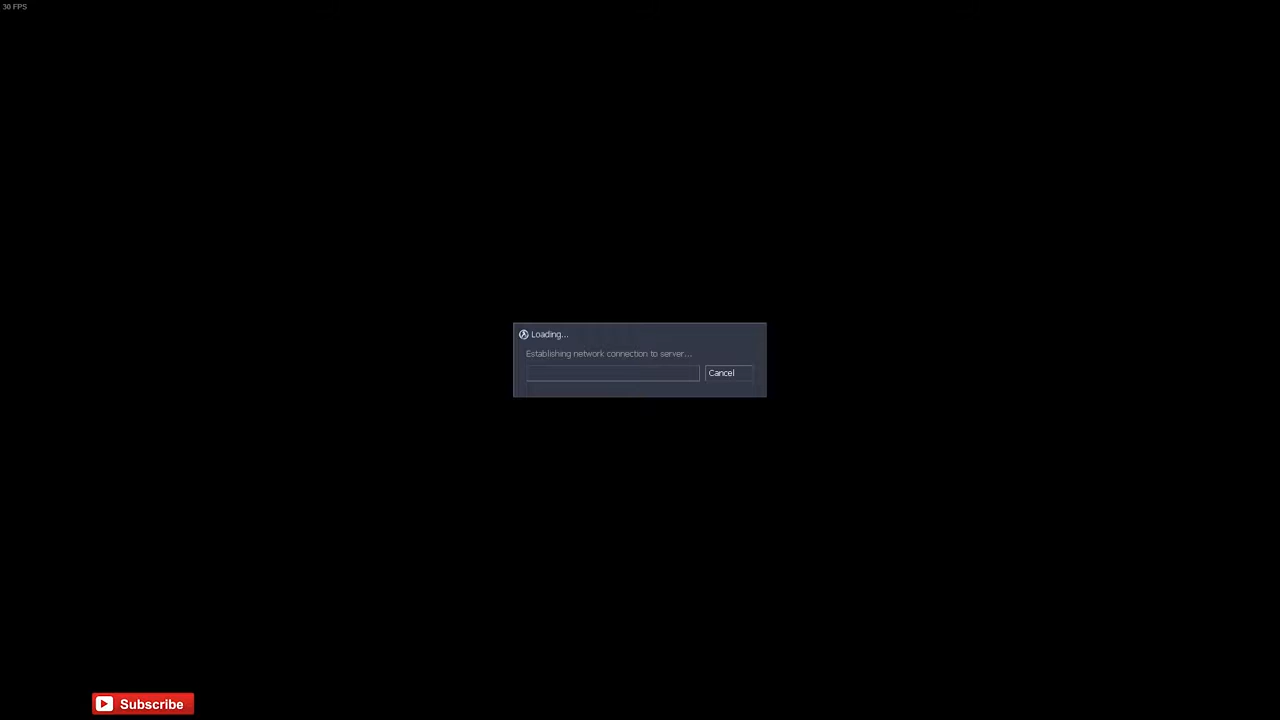 30 FPS
Loading...
Establishing network connection to server...
Cancel
Subscribe